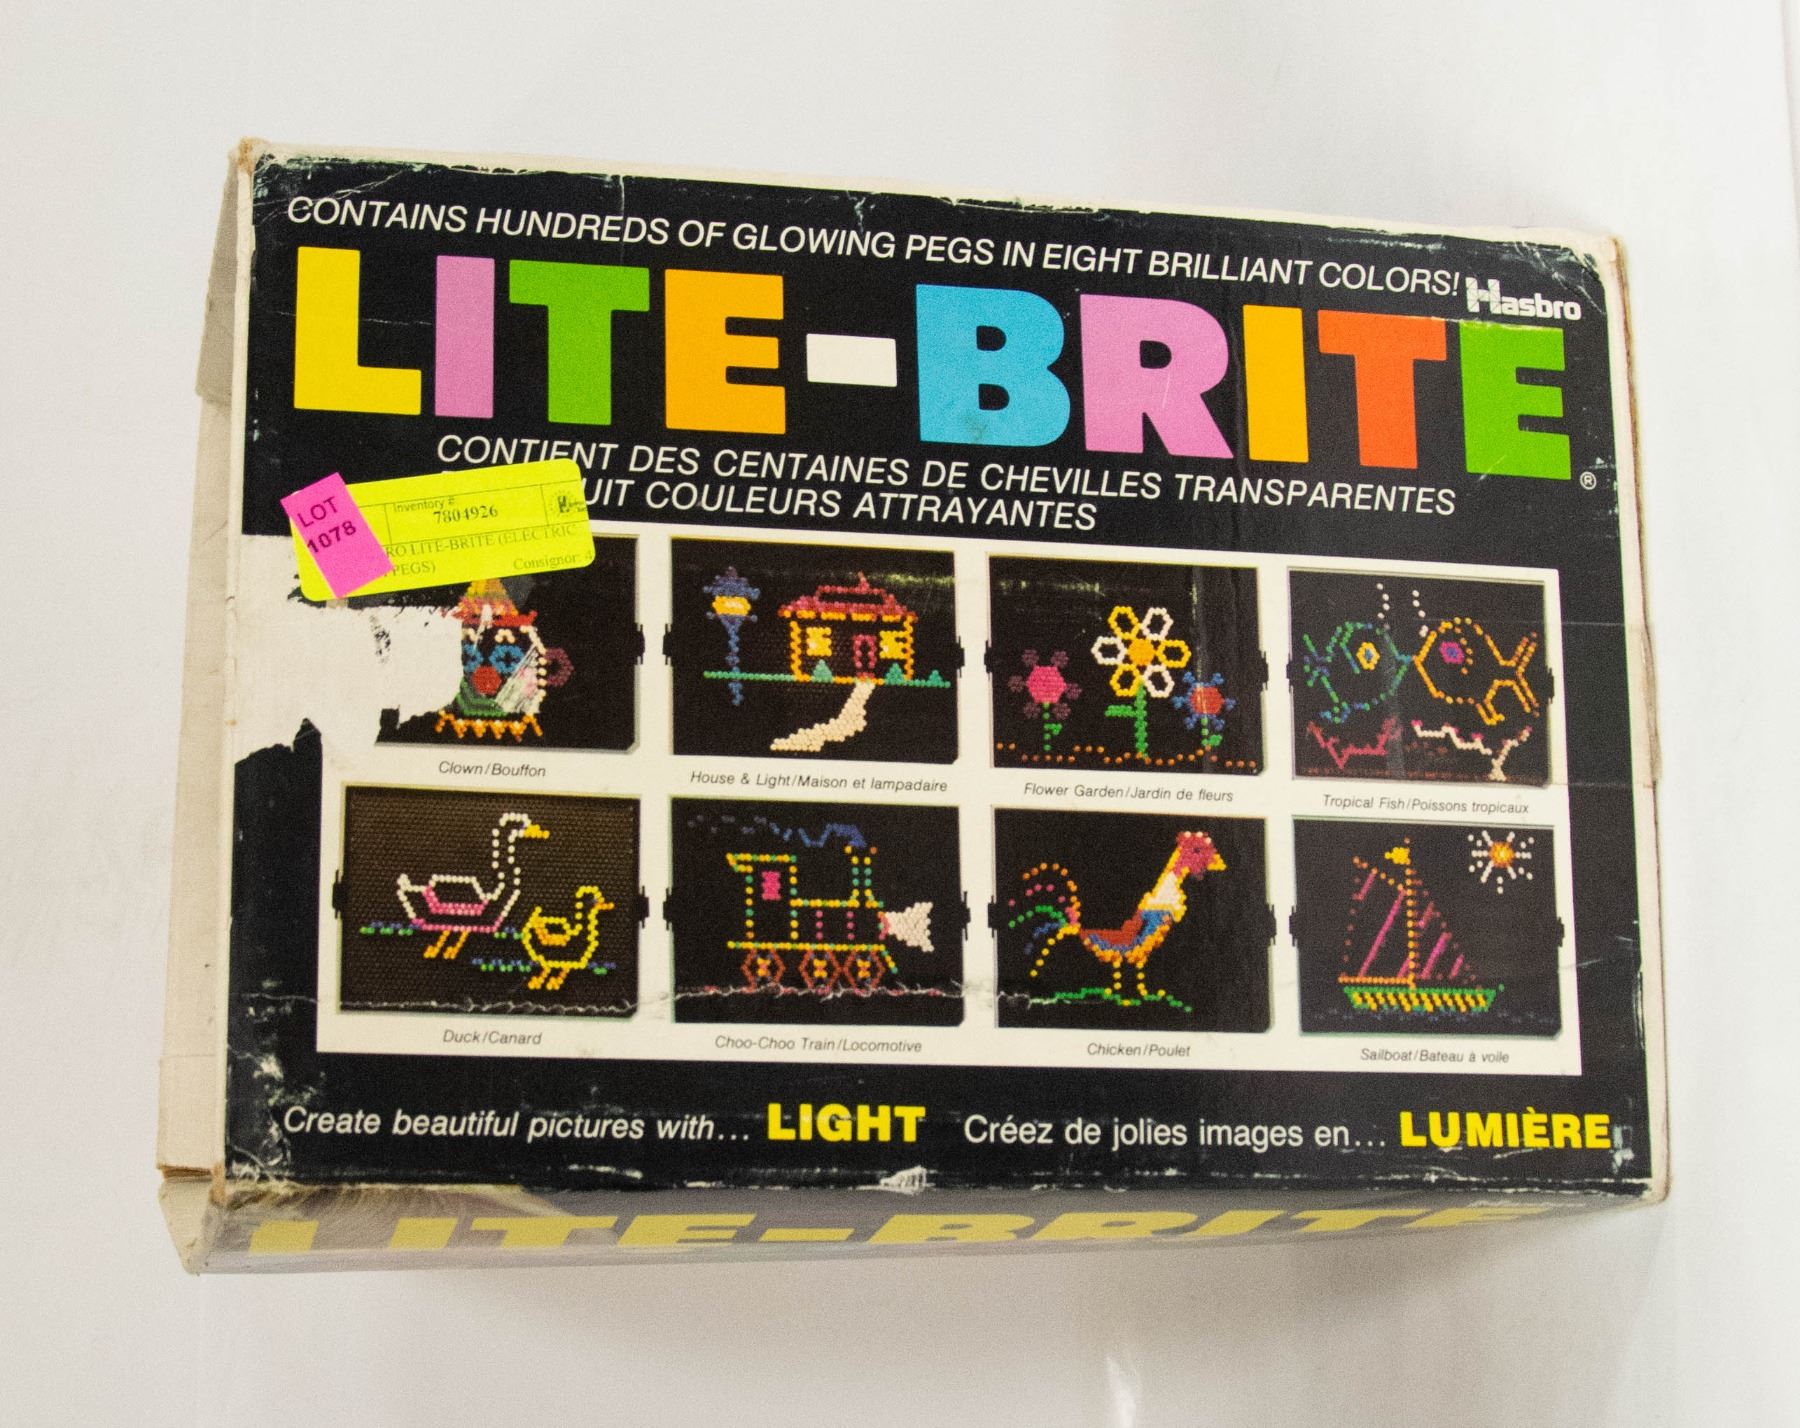 CONTAINS HUNDREDS OF GLOWING PEGS IN EIGHT BRILLIANT COLORS!
Hasbro
LITE-BRITE®
CONTIENT DES CENTAINES DE CHEVILLES TRANSPARENTES
UIT COULEURS ATTRAYANTES
LOT
1078
Inventory #
7804926
RO LITE-BRITE (ELECTRIC
PEGS)
Consignor:
Clown/Bouffon
House & Light/Maison et lampadaire
Flower Garden/Jardin de fleurs
Tropical Fish/Poissons tropicaux
Duck/Canard
Choo-Choo Train/Locomotive
Chicken/Poulet
Sailboat/Bateau à voile
Create beautiful pictures with... LIGHT
Créez de jolies images en... LUMIÈRE
LITE-BRITE